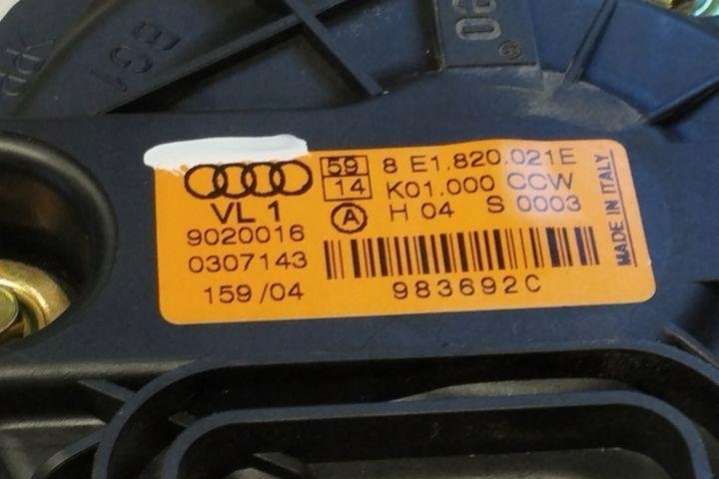 59 8 E1.820.021E
14 K01.000 CCW
VL 1 A H 04 S 0003
9020016
0307143
159/04
983692C
MADE IN ITALY